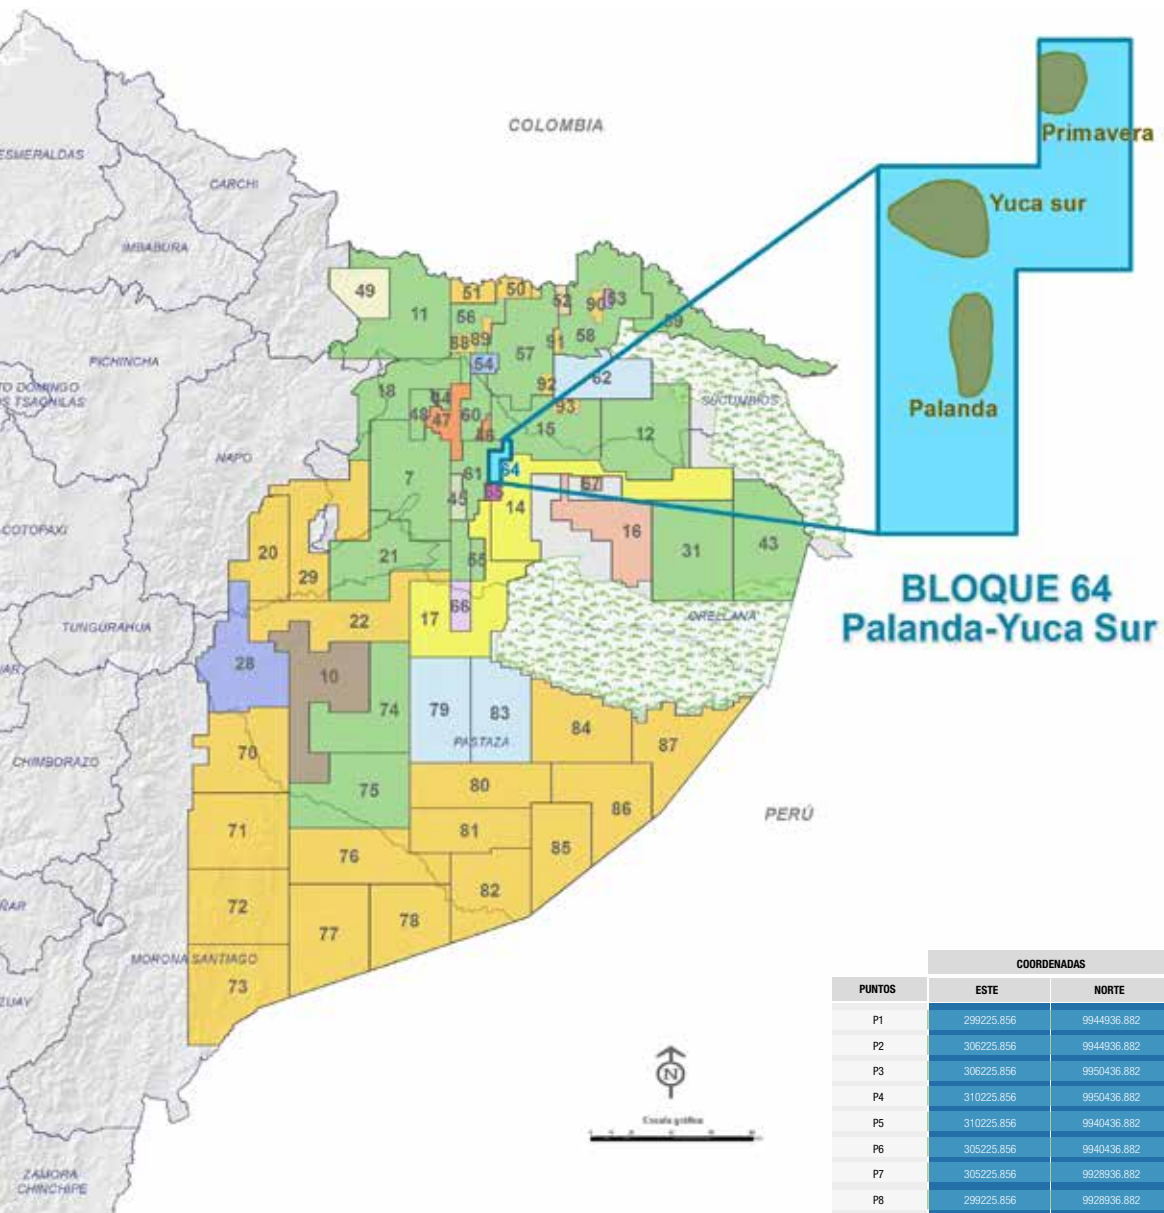 COLOMBIA
Primavera
ESMERALDAS
CARCHI
Yuca sur
IMBABURA
49
51
50
52
90
53
11
56
59
88
89
58
57
91
PICHINCHA
54
62
92
18
44
93
Palanda
SUCUMBIOS
48
47
60
15
12
46
NAPO
64
61
7
67
45
65
14
COTOPAXI
16
20
21
55
31
43
29
BLOQUE 64
66
ORELLANA
17
22
Palanda-Yuca Sur
TUNGURAHUA
28
10
74
79
83
84
PASTAZA
87
70
CHIMBORAZO
75
80
86
PERÚ
71
81
85
76
82
72
78
77
MORONA SANTIAGO
73
N
Escala gráfica
ZAMORA
CHINCHIPE
COORDENADAS
PUNTOS ESTE NORTE
P1 299225.856 9944936.882
P2 306225.856 9944936.882
P3 306225.856 9950436.882
P4 310225.856 9950436.882
P5 310225.856 9940436.882
P6 305225.856 9940436.882
P7 305225.856 9928936.882
P8 299225.856 9928936.882